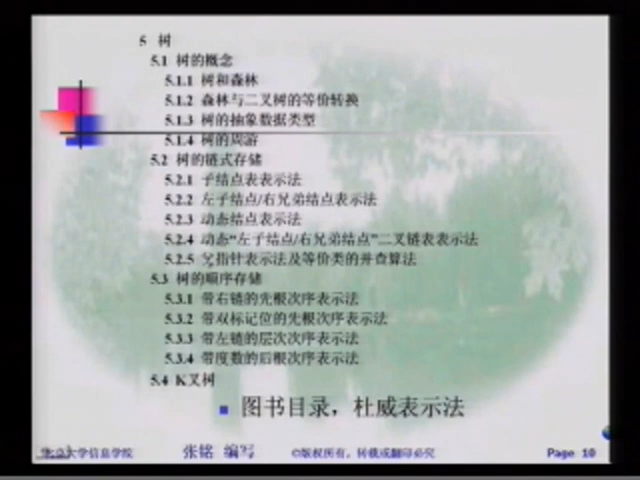 5 树
5.1 树的概念
5.1.1 树和森林
5.1.2 森林与二叉树的等价转换
5.1.3 树的抽象数据类型
5.1.4 树的周游
5.2 树的链式存储
5.2.1 子结点表表示法
5.2.2 左子结点/右兄弟结点表示法
5.2.3 动态结点表示法
5.2.4 动态“左子结点/右兄弟结点”二叉链表表示法
5.2.5 父指针表示法及等价类的并查算法
5.3 树的顺序存储
5.3.1 带右链的先根次序表示法
5.3.2 带双标记位的先根次序表示法
5.3.3 带左链的层次次序表示法
5.3.4 带度数的后根次序表示法
5.4 K叉树
图书目录，杜威表示法
大学信息学院 张铭 编写 ©版权所有，转载或翻印必究 Page 10